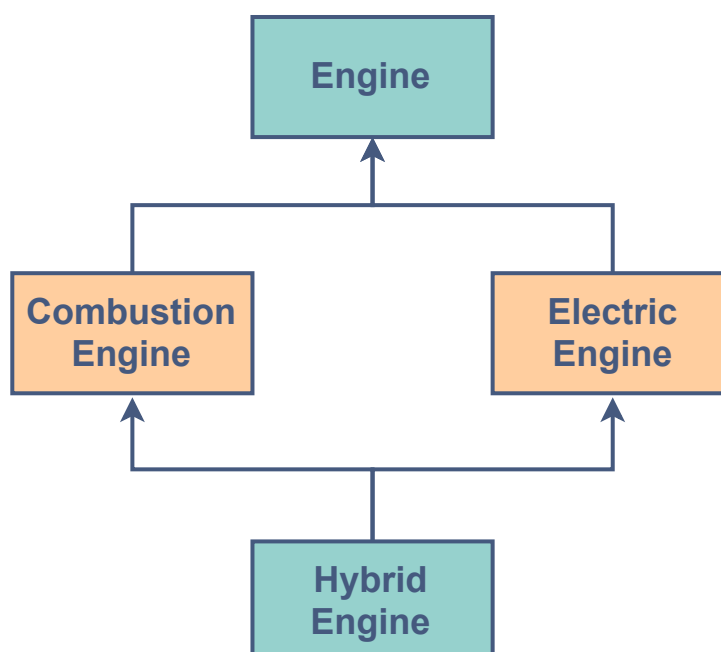 Engine
Combustion
Engine
Electric
Engine
Hybrid
Engine